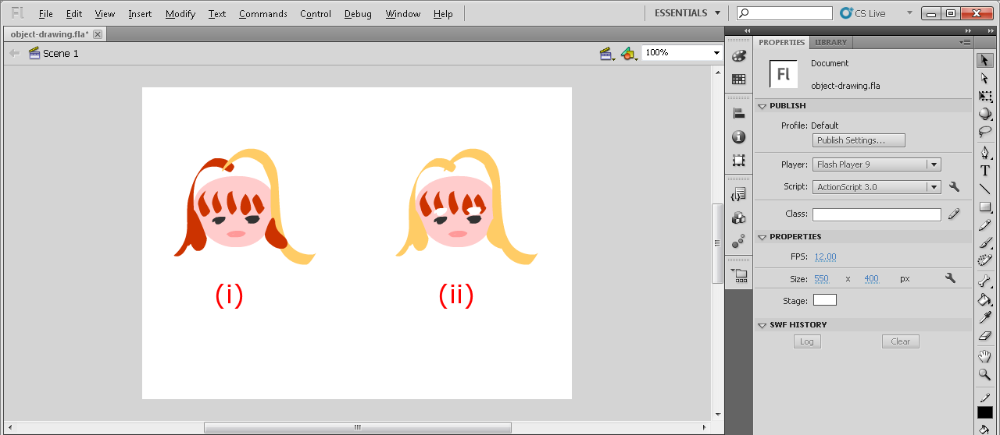 Fl File Edit View Insert Modify Text Commands Control Debug Window Help ESSENTIALS CS Live
object-drawing.fla*
Scene 1 100%
(i) (ii)
PROPERTIES LIBRARY
Fl Document
object-drawing.fla
PUBLISH
Profile: Default
Publish Settings...
Player: Flash Player 9
Script: ActionScript 3.0
Class:
PROPERTIES
FPS: 12.00
Size: 550 x 400 px
Stage:
SWF HISTORY
Log Clear
T